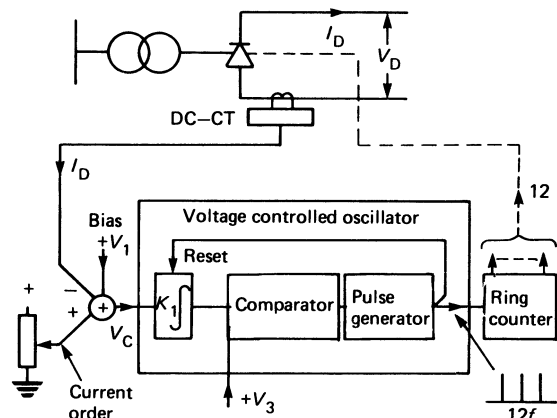 I_D
V_D
DC–CT
12
I_D
Bias
+V_1
Voltage controlled oscillator
Reset
+
−
+
+
K_1
Comparator
Pulse
generator
Ring
counter
V_C
Current
order
+V_3
12f